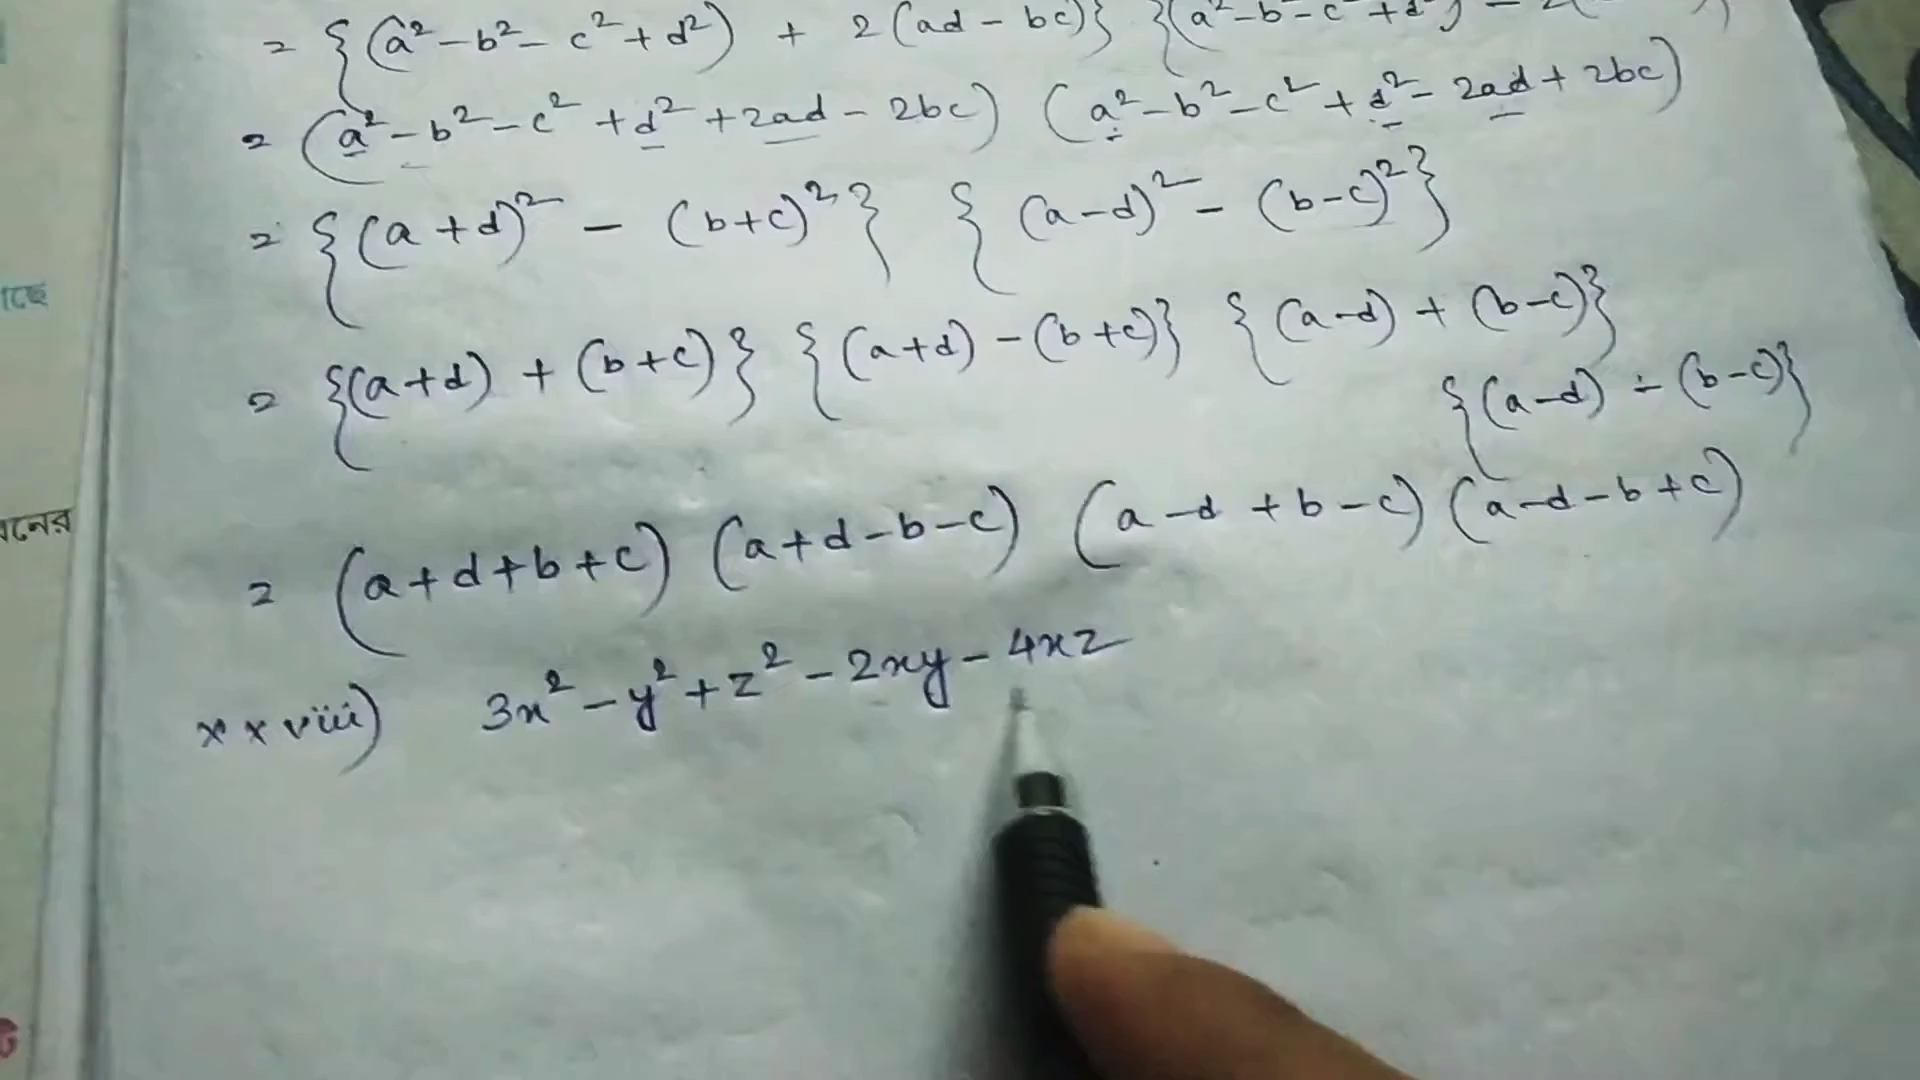 = {(a² - b² - c² + d²) + 2(ad - bc)} {(a² - b² - c² + d²) - 2(
= (a² - b² - c² + d² + 2ad - 2bc) (a² - b² - c² + d² - 2ad + 2bc)
= {(a + d)² - (b+c)²} {(a-d)² - (b-c)²}
= {(a+d) + (b+c)} {(a+d) - (b+c)} {(a-d) + (b-c)}
{(a-d) - (b-c)}
= (a+d+b+c) (a+d-b-c) (a-d+b-c) (a-d-b+c)
xxviii) 3x² - y² + z² - 2xy - 4xz